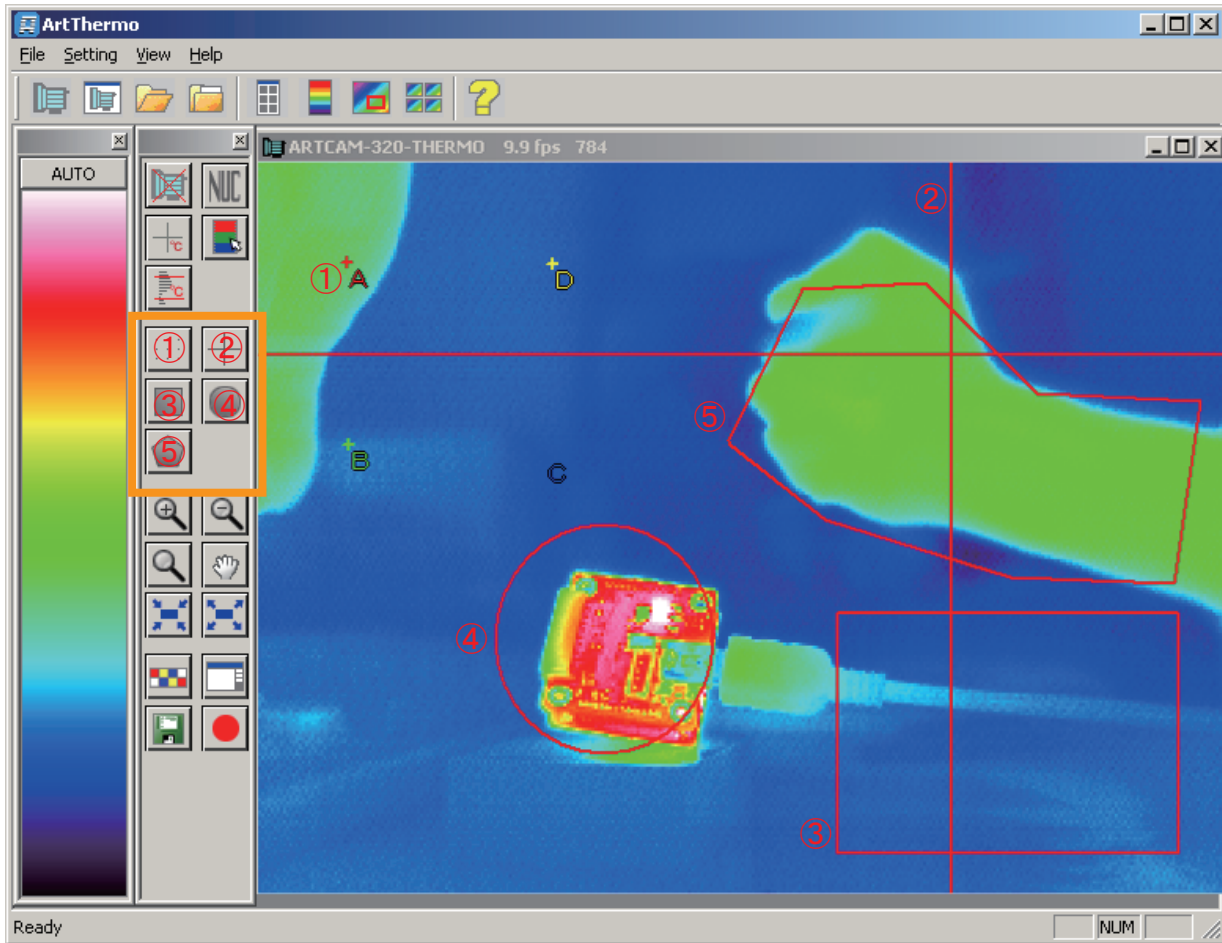 ArtThermo
File Setting View Help
ARTCAM-320-THERMO 9.9 fps 784
AUTO
NUC
°C
°C
②
① A
D
① ②
③ ④
⑤
⑤
B
C
④
③
Ready
NUM